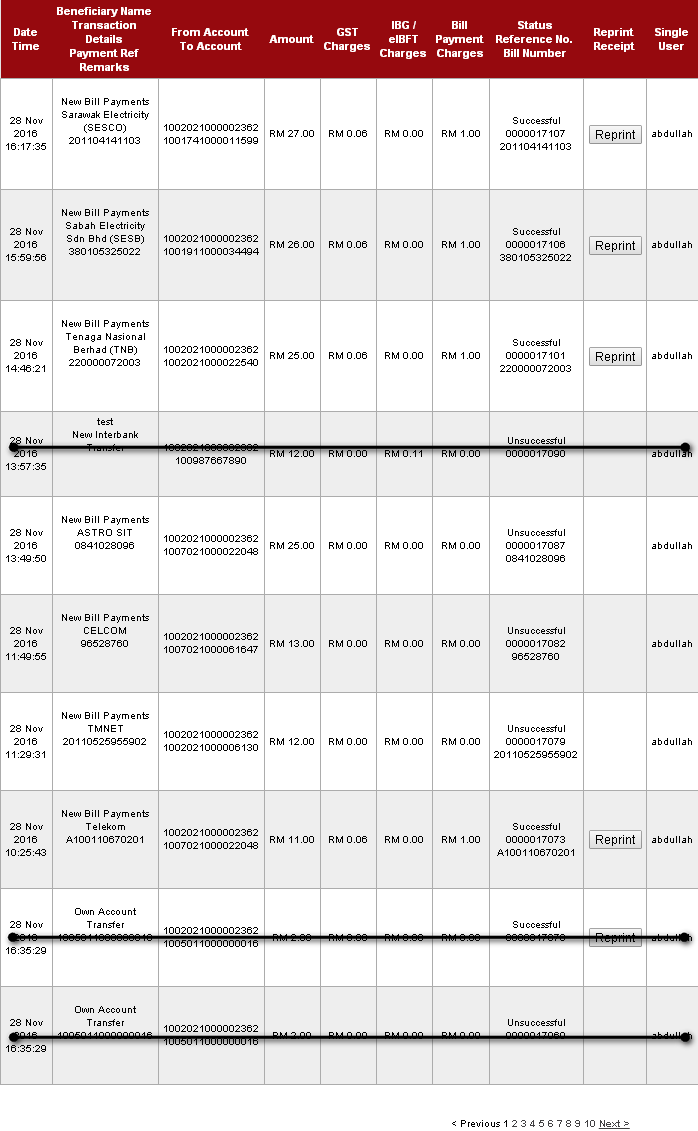 Date
Time
Beneficiary Name
Transaction
Details
Payment Ref
Remarks
From Account
To Account
Amount
GST
Charges
IBG /
eIBFT
Charges
Bill
Payment
Charges
Status
Reference No.
Bill Number
Reprint
Receipt
Single
User
28 Nov
2016
16:17:35
New Bill Payments
Sarawak Electricity
(SESCO)
201104141103
1002021000002362
1001741000011599
RM 27.00
RM 0.06
RM 0.00
RM 1.00
Successful
0000017107
201104141103
Reprint
abdullah
28 Nov
2016
15:59:56
New Bill Payments
Sabah Electricity
Sdn Bhd (SESB)
380105325022
1002021000002362
1001911000034494
RM 26.00
RM 0.06
RM 0.00
RM 1.00
Successful
0000017106
380105325022
Reprint
abdullah
28 Nov
2016
14:46:21
New Bill Payments
Tenaga Nasional
Berhad (TNB)
220000072003
1002021000002362
1002021000022540
RM 25.00
RM 0.06
RM 0.00
RM 1.00
Successful
0000017101
220000072003
Reprint
abdullah
28 Nov
2016
13:57:35
test
New Interbank
Transfer
1002021000002362
100987667890
RM 12.00
RM 0.00
RM 0.11
RM 0.00
Unsuccessful
0000017090
abdullah
28 Nov
2016
13:49:50
New Bill Payments
ASTRO SIT
0841028096
1002021000002362
1007021000022048
RM 25.00
RM 0.00
RM 0.00
RM 0.00
Unsuccessful
0000017087
0841028096
abdullah
28 Nov
2016
11:49:55
New Bill Payments
CELCOM
96528760
1002021000002362
1007021000061647
RM 13.00
RM 0.00
RM 0.00
RM 0.00
Unsuccessful
0000017082
96528760
abdullah
28 Nov
2016
11:29:31
New Bill Payments
TMNET
20110525955902
1002021000002362
1002021000006130
RM 12.00
RM 0.00
RM 0.00
RM 0.00
Unsuccessful
0000017079
20110525955902
abdullah
28 Nov
2016
10:25:43
New Bill Payments
Telekom
A100110670201
1002021000002362
1007021000022048
RM 11.00
RM 0.06
RM 0.00
RM 1.00
Successful
0000017073
A100110670201
Reprint
abdullah
28 Nov
2016
16:35:29
Own Account
Transfer
1002021000002362
1005011000000016
Successful
Reprint
abdullah
28 Nov
2016
16:35:29
Own Account
Transfer
1005011000000016
1002021000002362
1005011000000016
RM 2.00
RM 0.00
RM 0.00
RM 0.00
Unsuccessful
abdullah
< Previous 1 2 3 4 5 6 7 8 9 10 Next >